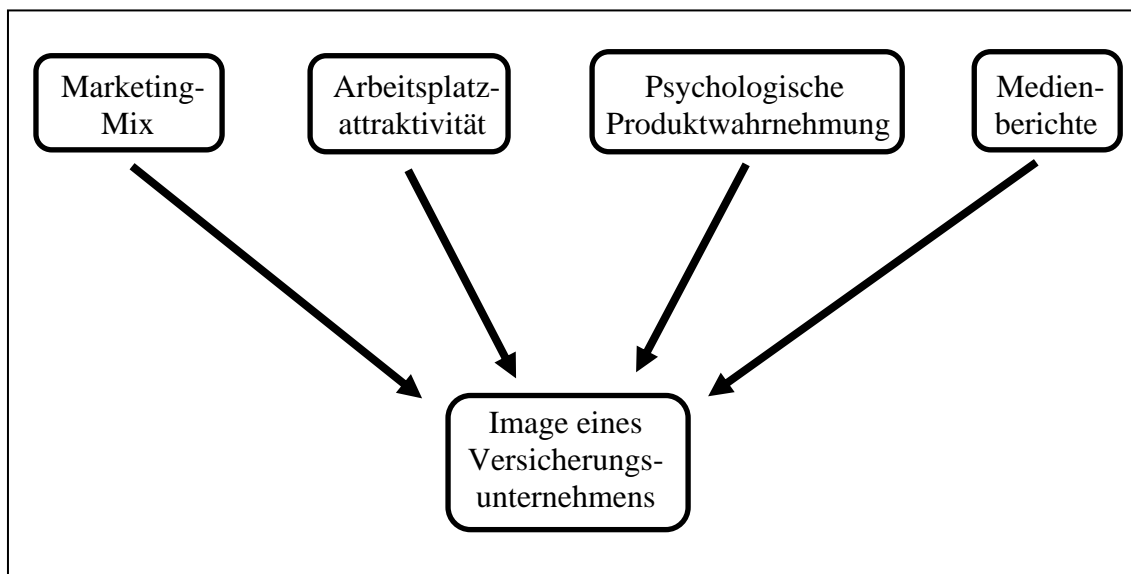 Marketing-
Mix
Arbeitsplatz-
attraktivität
Psychologische
Produktwahrnehmung
Medien-
berichte
Image eines
Versicherungs-
unternehmens